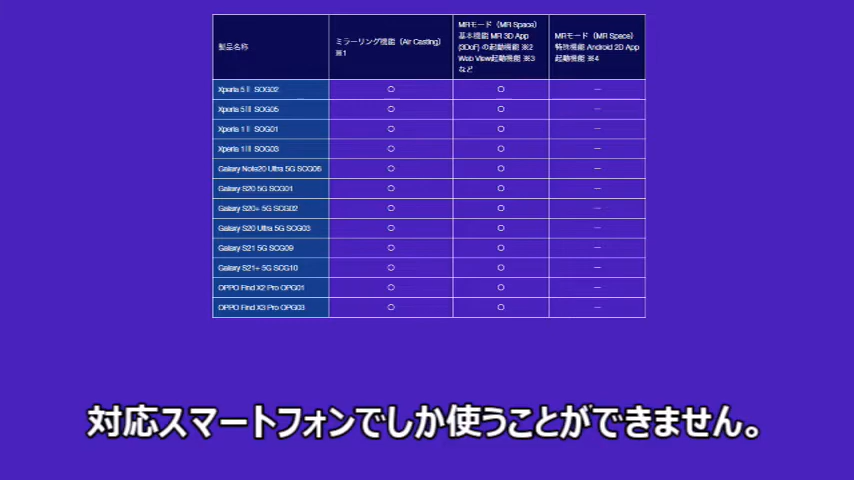 製品名称
ミラーリング機能（Air Casting）
※1
MRモード（MR Space）
基本機能 MR 3D App
(3DoF) の起動機能 ※2
Web View起動機能 ※3
など
MRモード（MR Space）
特殊機能 Android 2D App
起動機能 ※4
Xperia 5 II SOG02 〇 〇 －
Xperia 5 III SOG05 〇 〇 －
Xperia 1 II SOG01 〇 〇 －
Xperia 1 III SOG03 〇 〇 －
Galaxy Note20 Ultra 5G SCG06 〇 〇 －
Galaxy S20 5G SCG01 〇 〇 －
Galaxy S20+ 5G SCG02 〇 〇 －
Galaxy S20 Ultra 5G SCG03 〇 〇 －
Galaxy S21 5G SCG09 〇 〇 －
Galaxy S21+ 5G SCG10 〇 〇 －
OPPO Find X2 Pro OPG01 〇 〇 －
OPPO Find X3 Pro OPG03 〇 〇 －
対応スマートフォンでしか使うことができません。